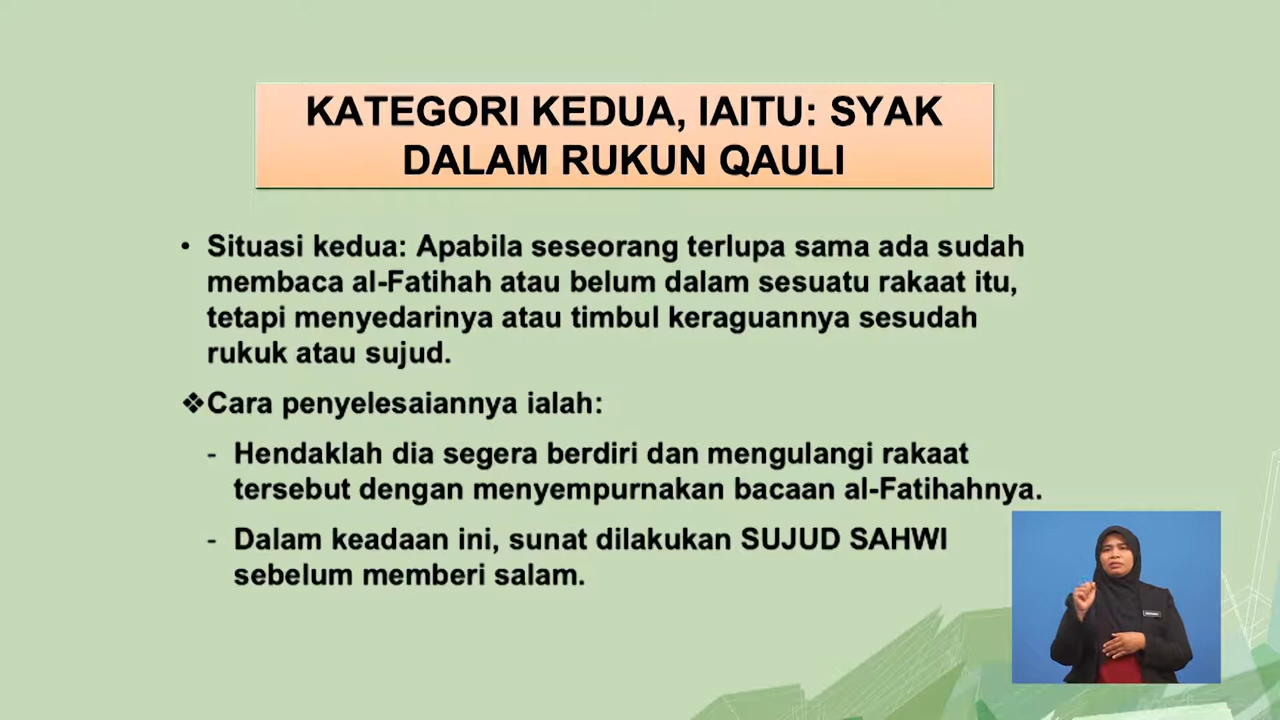 KATEGORI KEDUA, IAITU: SYAK
DALAM RUKUN QAULI
• Situasi kedua: Apabila seseorang terlupa sama ada sudah
membaca al-Fatihah atau belum dalam sesuatu rakaat itu,
tetapi menyedarinya atau timbul keraguannya sesudah
rukuk atau sujud.
❖Cara penyelesaiannya ialah:
- Hendaklah dia segera berdiri dan mengulangi rakaat
tersebut dengan menyempurnakan bacaan al-Fatihahnya.
- Dalam keadaan ini, sunat dilakukan SUJUD SAHWI
sebelum memberi salam.